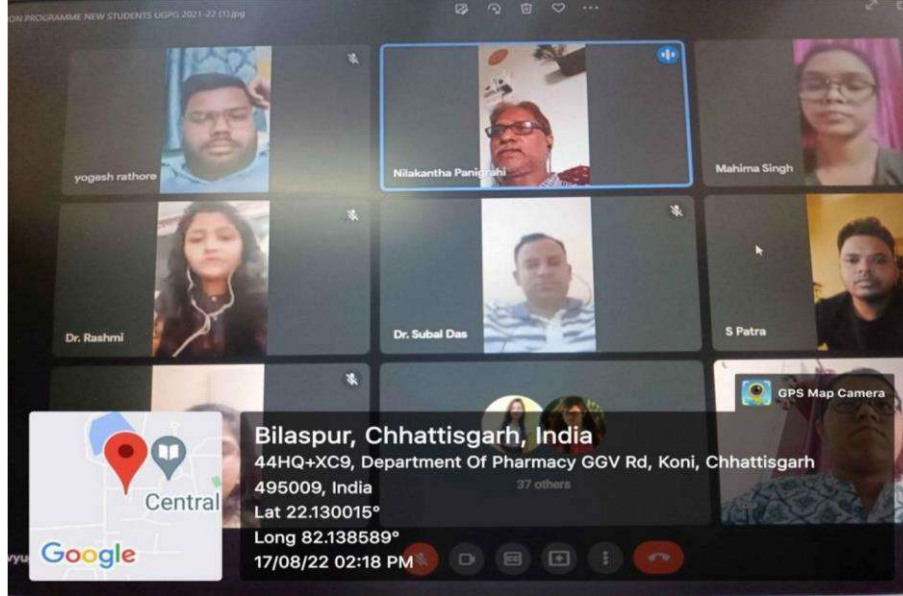 ON PROGRAMME NEW STUDENTS UGPG 2021-22 (1).jpg
yogesh rathore
Nilakantha Panigrahi
Mahima Singh
Dr. Rashmi
Dr. Subal Das
S Patra
GPS Map Camera
37 others
Central
Google
Bilaspur, Chhattisgarh, India
44HQ+XC9, Department Of Pharmacy GGV Rd, Koni, Chhattisgarh
495009, India
Lat 22.130015°
Long 82.138589°
17/08/22 02:18 PM